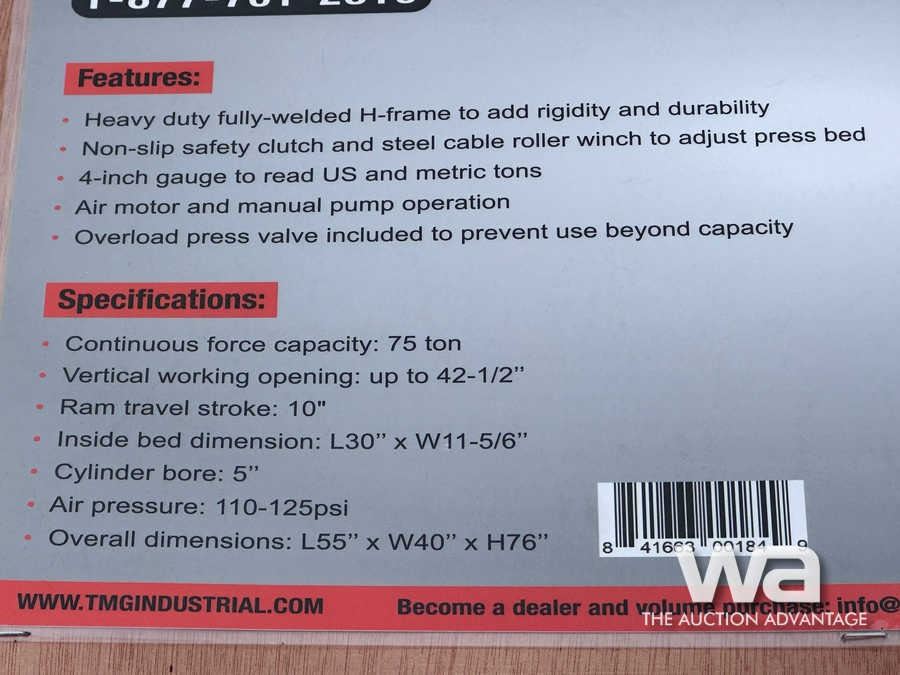 Features:
• Heavy duty fully-welded H-frame to add rigidity and durability
• Non-slip safety clutch and steel cable roller winch to adjust press bed
• 4-inch gauge to read US and metric tons
• Air motor and manual pump operation
• Overload press valve included to prevent use beyond capacity
Specifications:
• Continuous force capacity: 75 ton
• Vertical working opening: up to 42-1/2”
• Ram travel stroke: 10"
• Inside bed dimension: L30” x W11-5/6”
• Cylinder bore: 5”
• Air pressure: 110-125psi
• Overall dimensions: L55” x W40” x H76”
8 41663 00184 9
WWW.TMGINDUSTRIAL.COM Become a dealer and volume purchase: info@
wa
THE AUCTION ADVANTAGE